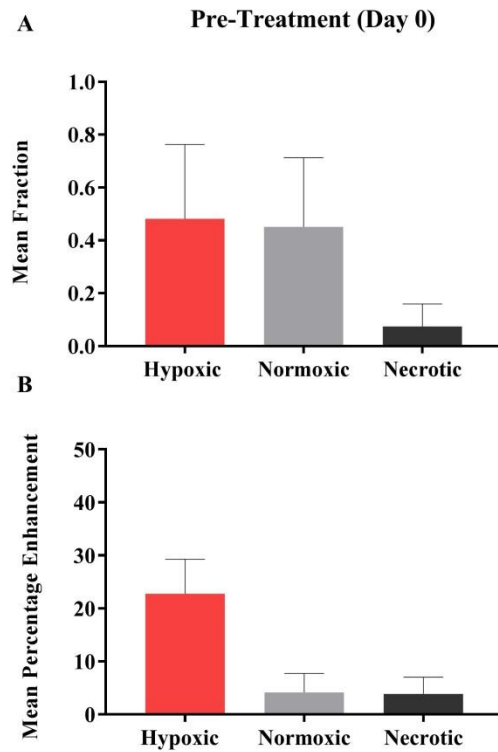 A
Pre-Treatment (Day 0)
Mean Fraction
1.0
0.8
0.6
0.4
0.2
0.0
Hypoxic Normoxic Necrotic
B
Mean Percentage Enhancement
50
40
30
20
10
0
Hypoxic Normoxic Necrotic